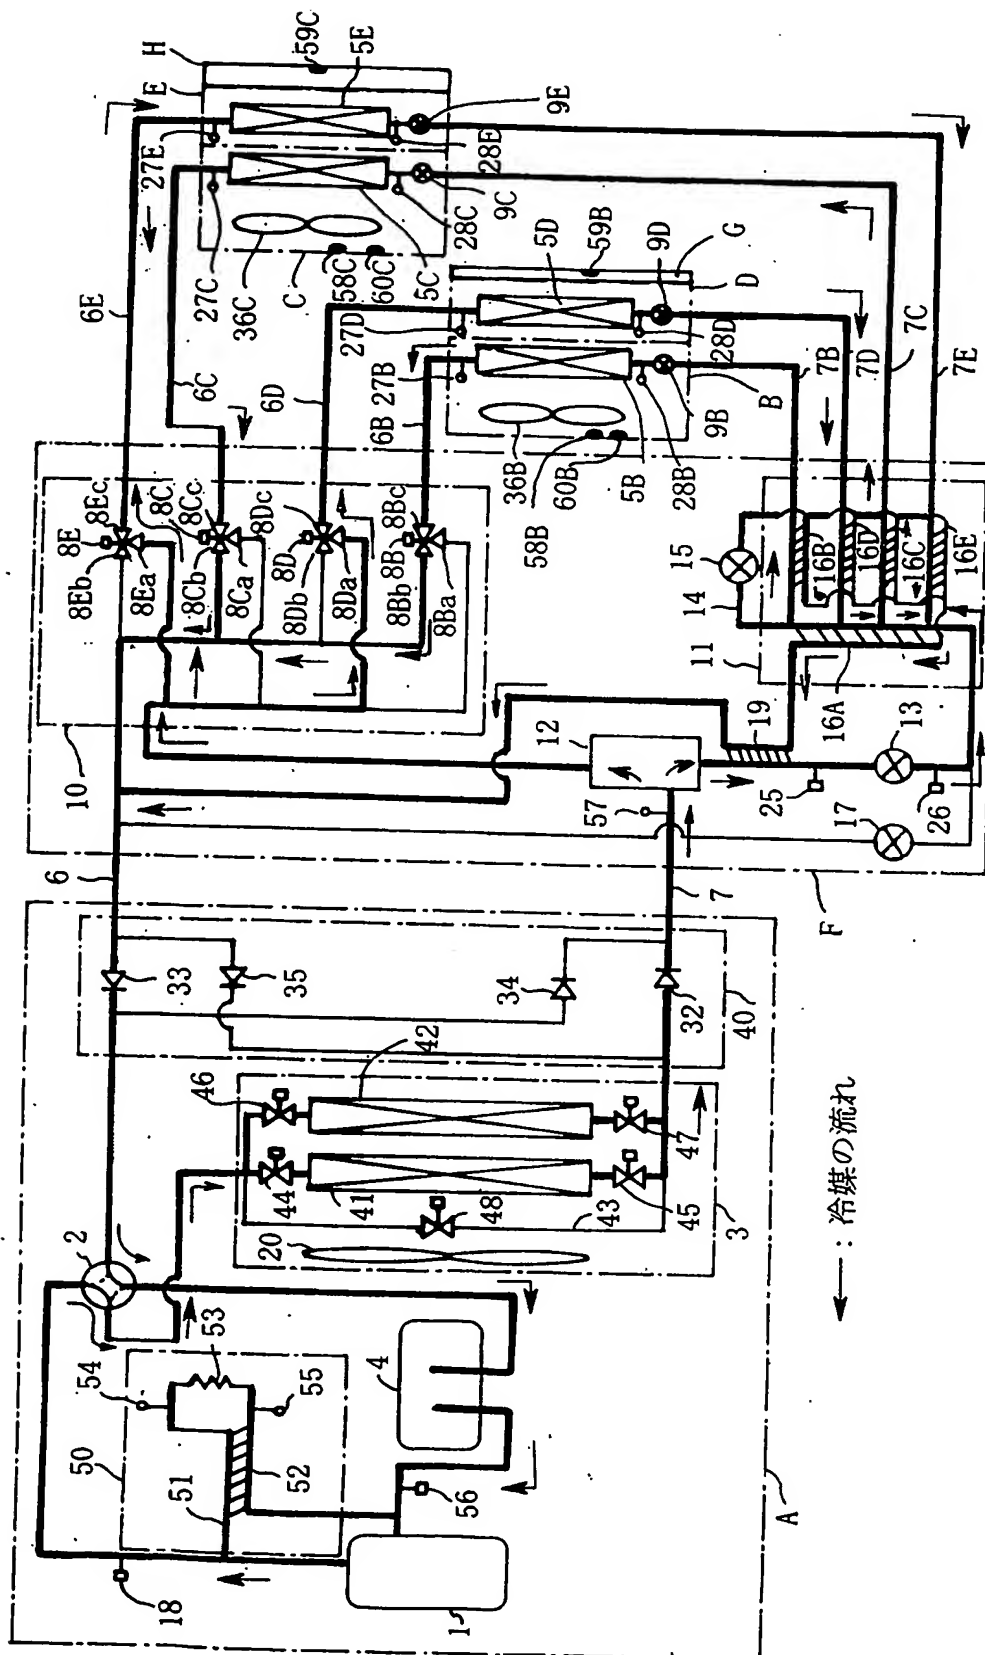 59C
H
5E
E
9E
27E
28E
9C
28C
27C
36C
C
58C
60C
5C
59B
5D
9D
G
D
6E
6C
27D
28D
7C
7D
7B
7E
6D
27B
6B
9B
B
36B
60B
5B
28B
58B
8Ec
8E
8Eb
8Ea
8C
8Cc
8Cb
8Ca
8Dc
8D
8Db
8Da
8Bc
8B
8Bb
8Ba
15
14
16B
16D
16C
16E
11
16A
19
12
13
10
57
25
26
17
6
7
F
33
35
34
32
40
42
46
47
44
41
48
43
45
3
20
2
53
54
55
4
50
51
52
56
A
18
1
：冷媒の流れ